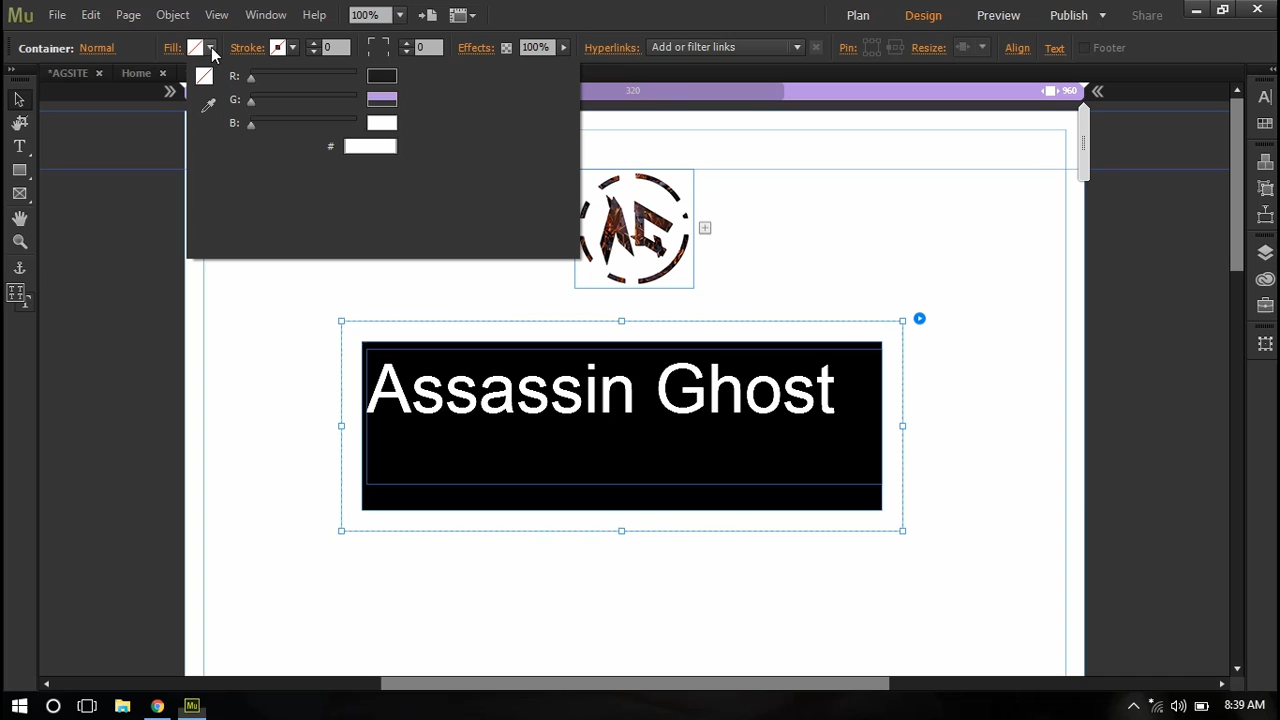 Mu File Edit Page Object View Window Help 100% Plan Design Preview Publish Share
Container: Normal Fill: Stroke: 0 0 Effects: 100% Hyperlinks: Add or filter links Pin: Resize: Align Text Footer
*AGSITE Home 320 960
R:
G:
B:
#
AG
Assassin Ghost
Mu 8:39 AM